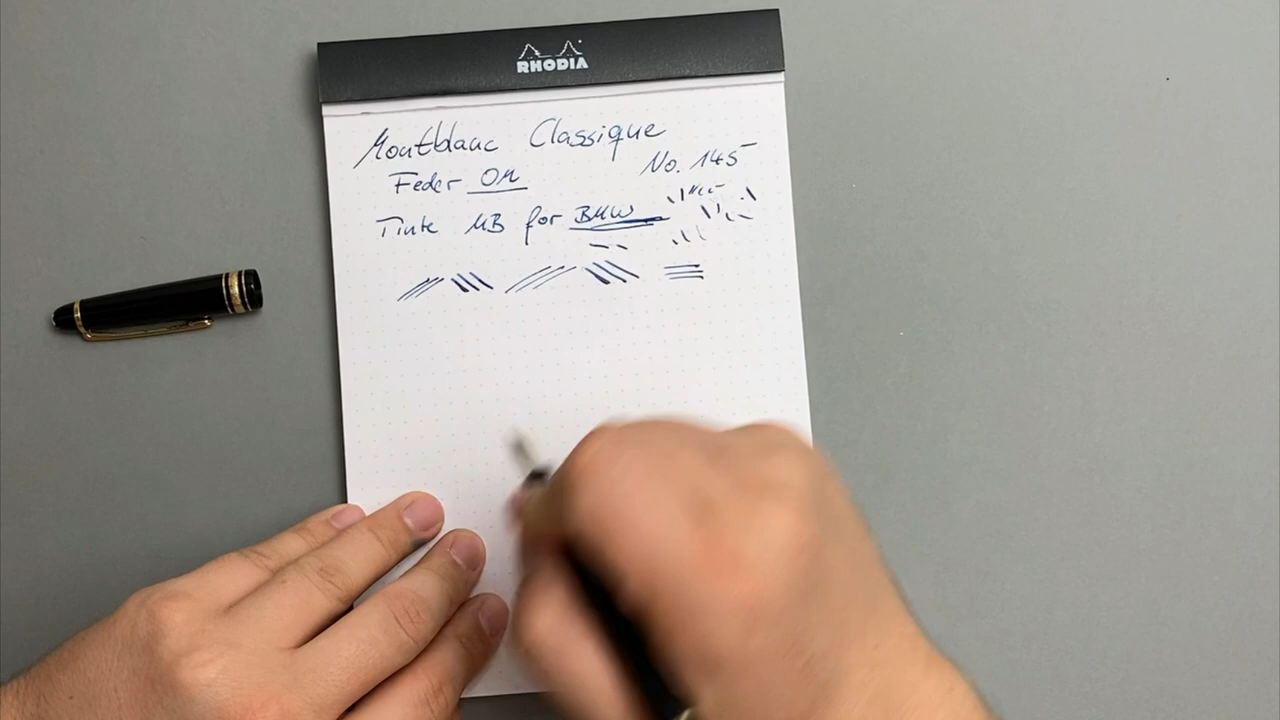 RHODIA
Montblanc Classique
No. 145
Feder OM
Tinte MB for BMW